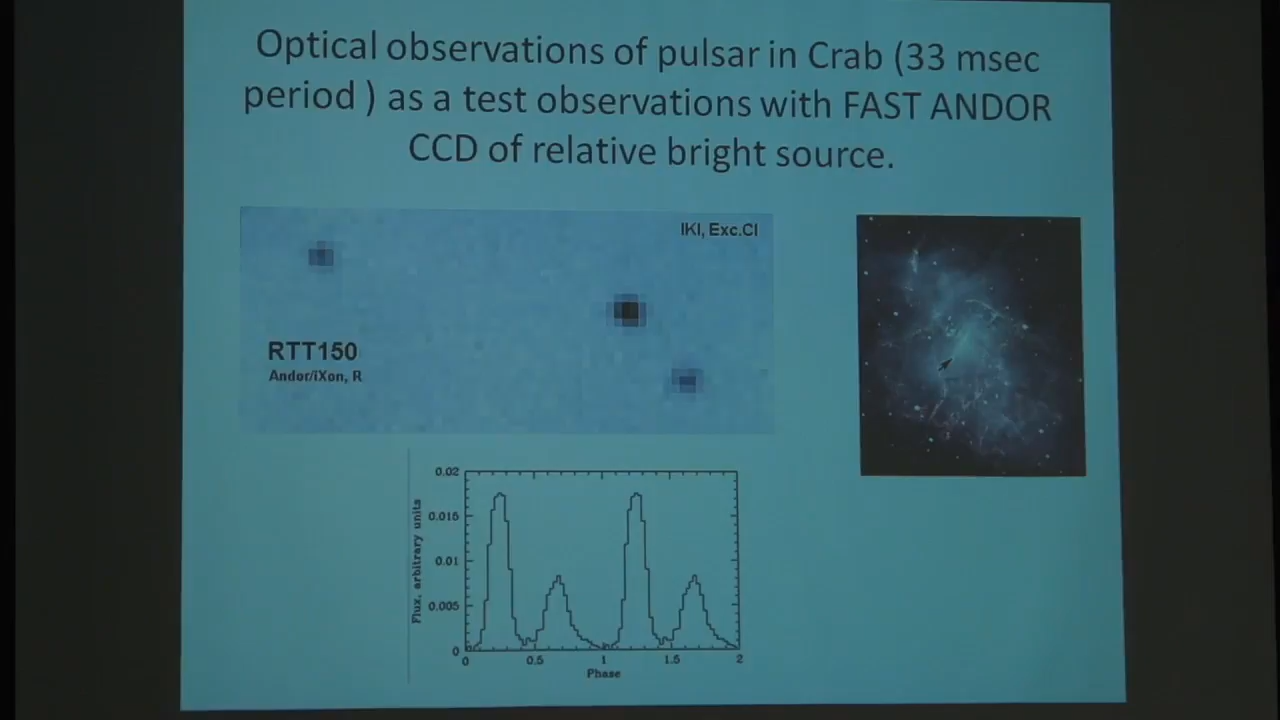 Optical observations of pulsar in Crab (33 msec
period ) as a test observations with FAST ANDOR
CCD of relative bright source.
IKI, Exc.Cl
RTT150
Andor/iXon, R
0.02
0.015
0.01
0.005
0
Flux, arbitrary units
0 0.5 1 1.5 2
Phase